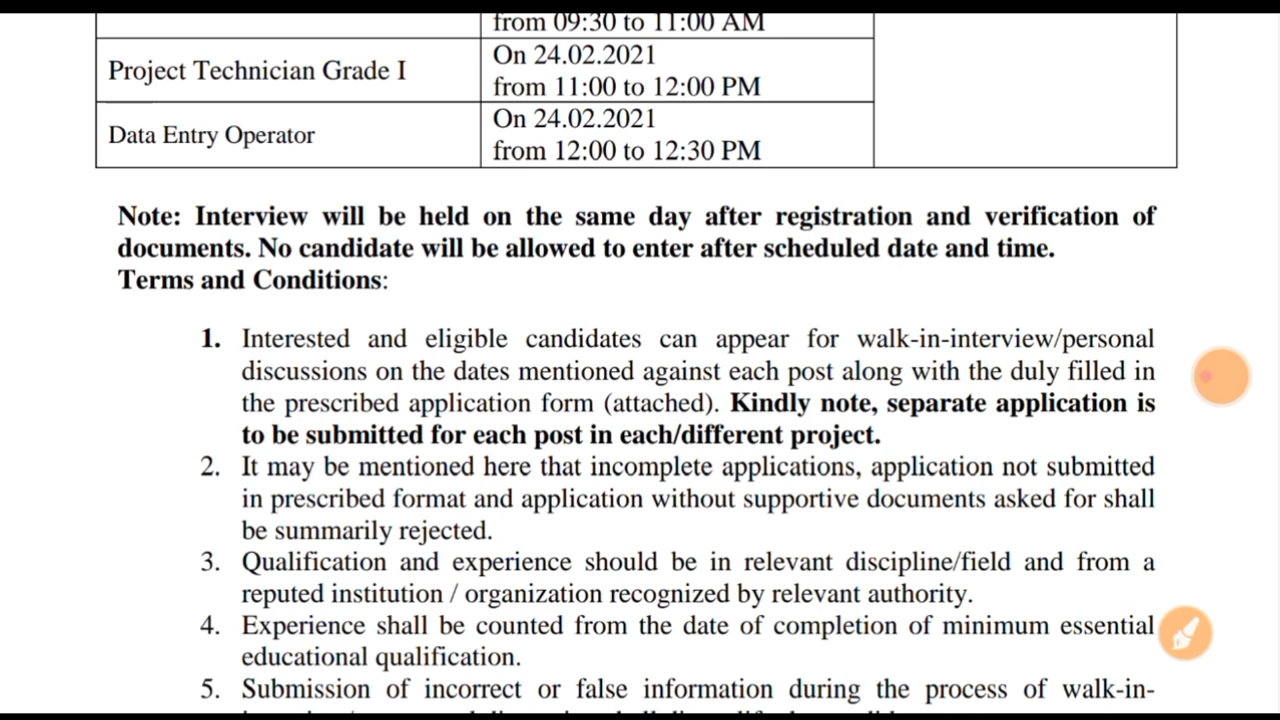 from 09:30 to 11:00 AM
Project Technician Grade I
On 24.02.2021
from 11:00 to 12:00 PM
Data Entry Operator
On 24.02.2021
from 12:00 to 12:30 PM
Note: Interview will be held on the same day after registration and verification of
documents. No candidate will be allowed to enter after scheduled date and time.
Terms and Conditions:
1. Interested and eligible candidates can appear for walk-in-interview/personal
discussions on the dates mentioned against each post along with the duly filled in
the prescribed application form (attached). Kindly note, separate application is
to be submitted for each post in each/different project.
2. It may be mentioned here that incomplete applications, application not submitted
in prescribed format and application without supportive documents asked for shall
be summarily rejected.
3. Qualification and experience should be in relevant discipline/field and from a
reputed institution / organization recognized by relevant authority.
4. Experience shall be counted from the date of completion of minimum essential
educational qualification.
5. Submission of incorrect or false information during the process of walk-in-